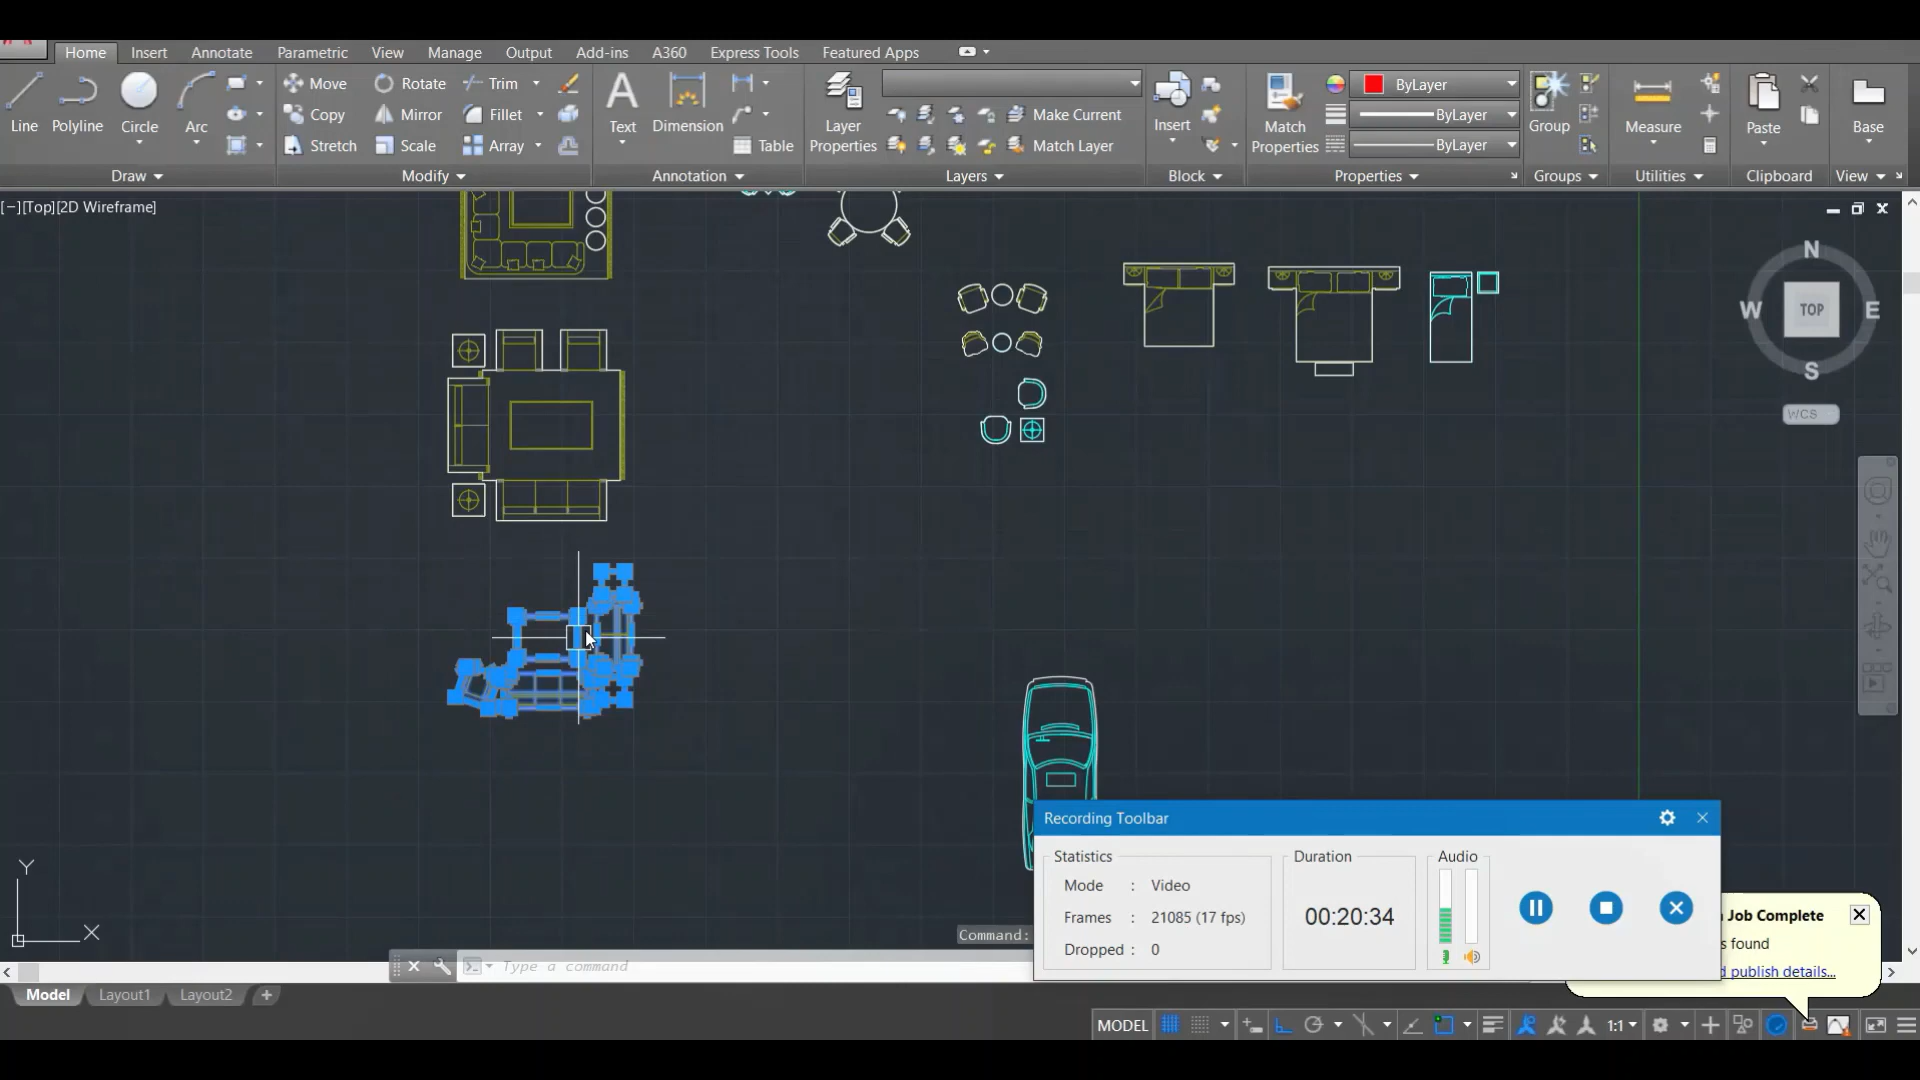 Home Insert Annotate Parametric View Manage Output Add-ins A360 Express Tools Featured Apps
Move Rotate Trim ByLayer
Copy Mirror Fillet Make Current ByLayer
Line Polyline Circle Arc Text Dimension Layer Properties Insert Match Properties Group Measure Paste Base
Stretch Scale Array Table Match Layer ByLayer
Draw Modify Annotation Layers Block Properties Groups Utilities Clipboard View
[−][Top][2D Wireframe]
N
W TOP E
S
WCS
Y
X
Recording Toolbar
Statistics Duration Audio
Mode : Video
Frames : 21085 (17 fps)
Dropped : 0
00:20:34
Job Complete
s found
d publish details...
Command:
Type a command
Model Layout1 Layout2
MODEL 1:1